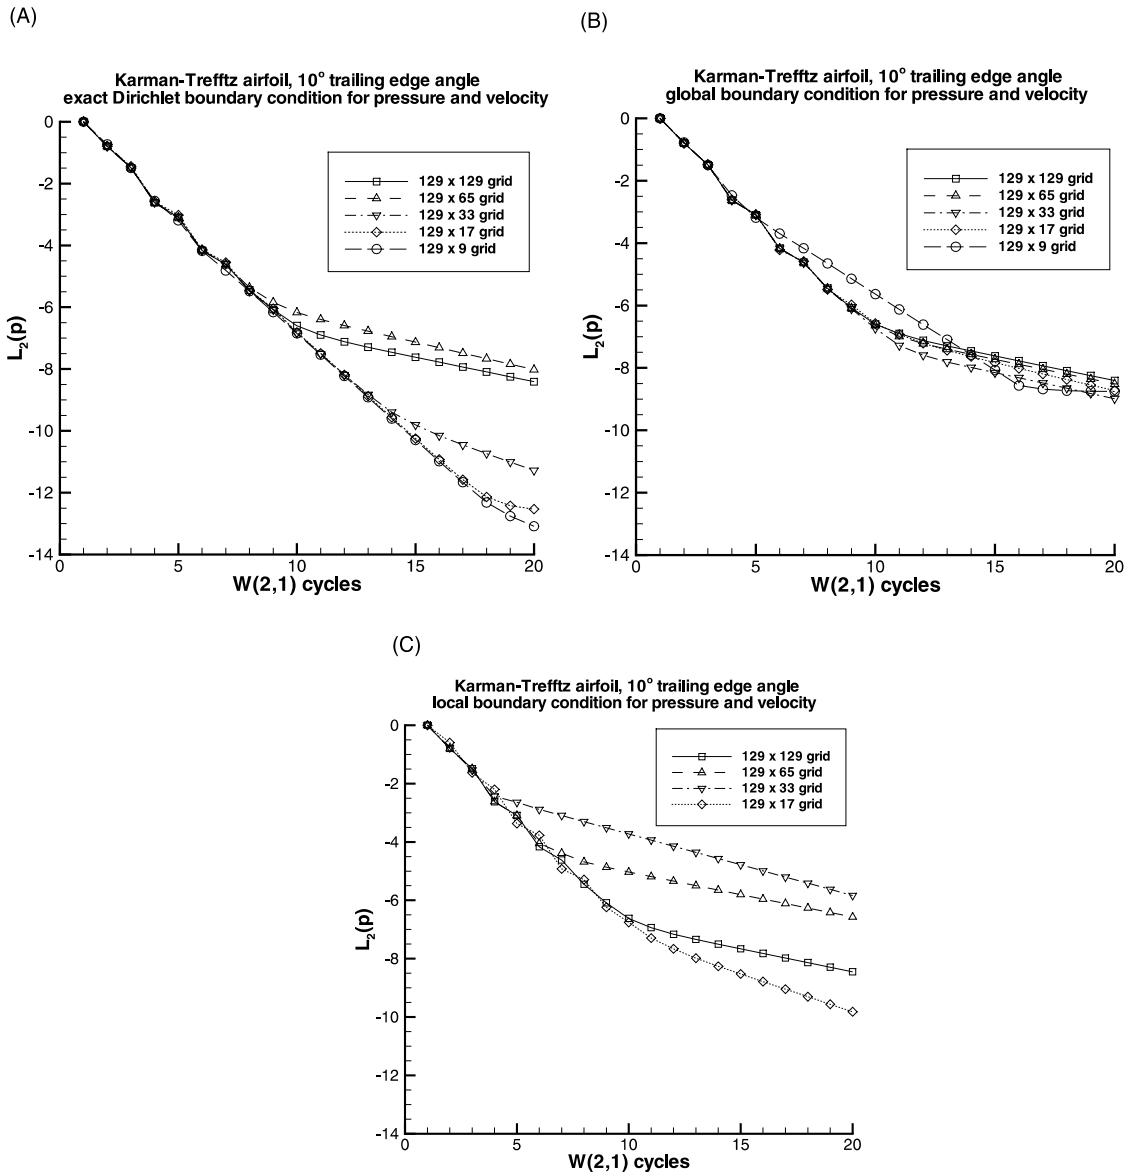 (A)
Karman-Trefftz airfoil, 10° trailing edge angle
exact Dirichlet boundary condition for pressure and velocity
0
-2
-4
-6
-8
-10
-12
-14
L₂(p)
129 x 129 grid
129 x 65 grid
129 x 33 grid
129 x 17 grid
129 x 9 grid
0 5 10 15 20
W(2,1) cycles
(B)
Karman-Trefftz airfoil, 10° trailing edge angle
global boundary condition for pressure and velocity
0
-2
-4
-6
-8
-10
-12
-14
L₂(p)
129 x 129 grid
129 x 65 grid
129 x 33 grid
129 x 17 grid
129 x 9 grid
0 5 10 15 20
W(2,1) cycles
(C)
Karman-Trefftz airfoil, 10° trailing edge angle
local boundary condition for pressure and velocity
0
-2
-4
-6
-8
-10
-12
-14
L₂(p)
129 x 129 grid
129 x 65 grid
129 x 33 grid
129 x 17 grid
0 5 10 15 20
W(2,1) cycles